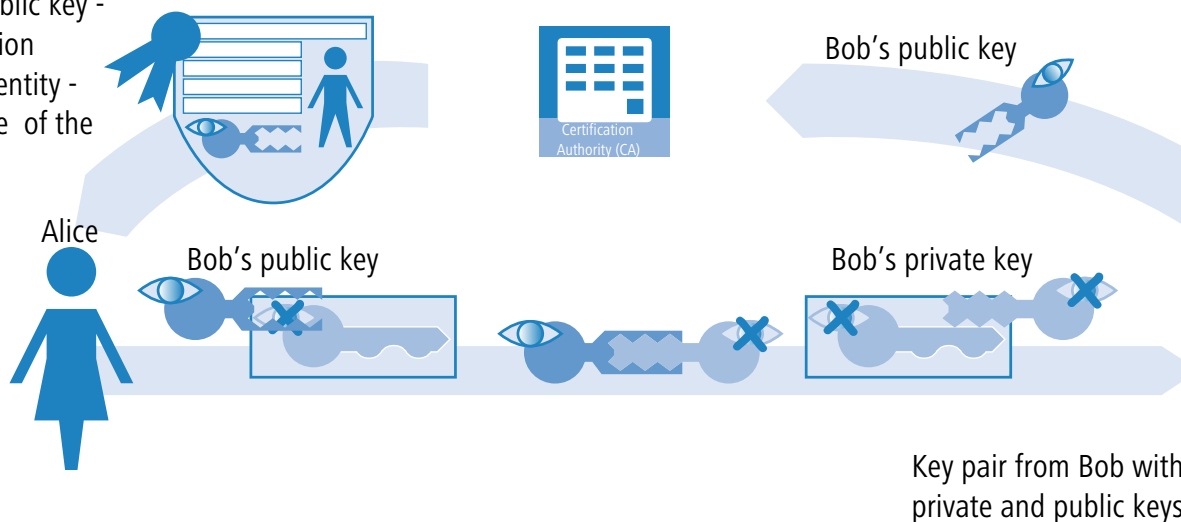 blic key -
ion
entity -
e of the
Certification
Authority (CA)
Bob's public key
Alice
Bob's public key
Bob's private key
Key pair from Bob with
private and public keys